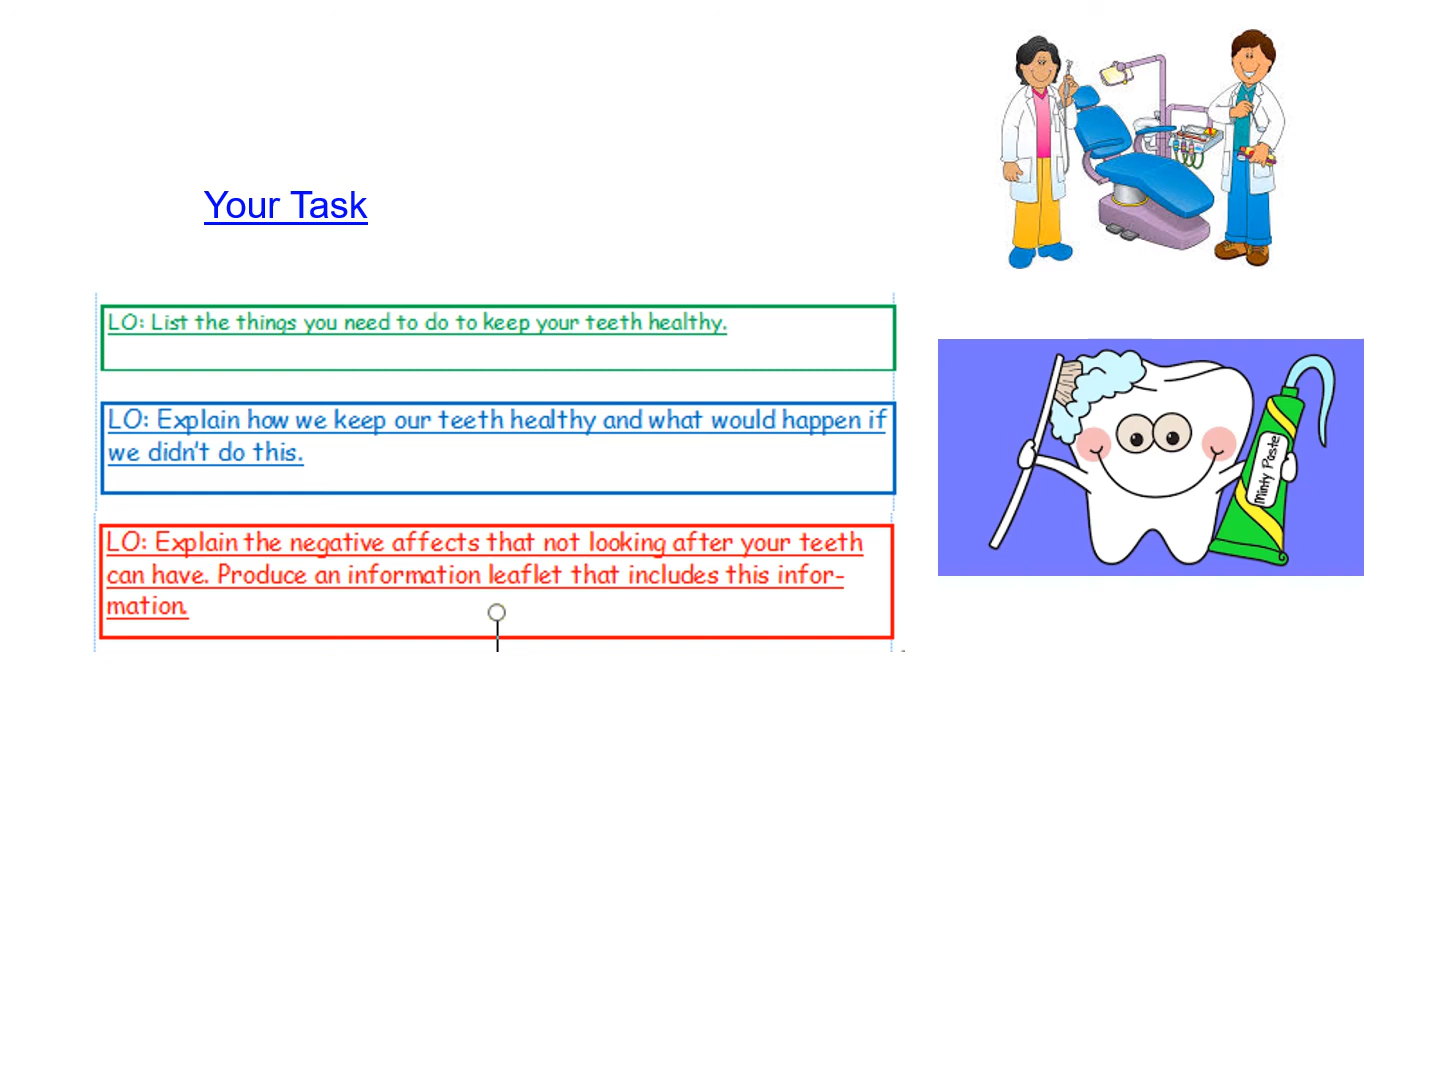 Your Task
LO: List the things you need to do to keep your teeth healthy.
LO: Explain how we keep our teeth healthy and what would happen if
we didn't do this.
LO: Explain the negative affects that not looking after your teeth
can have. Produce an information leaflet that includes this infor-
mation.
Minty Paste